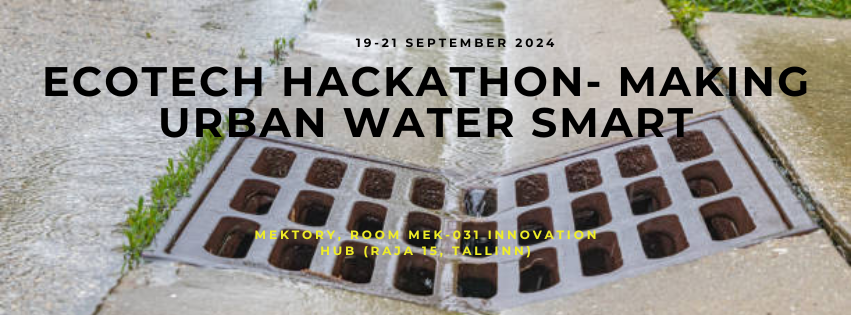 19-21 SEPTEMBER 2024
ECOTECH HACKATHON- MAKING
URBAN WATER SMART
MEKTORY, ROOM MEK-031 INNOVATION
HUB (RAJA 15, TALLINN)